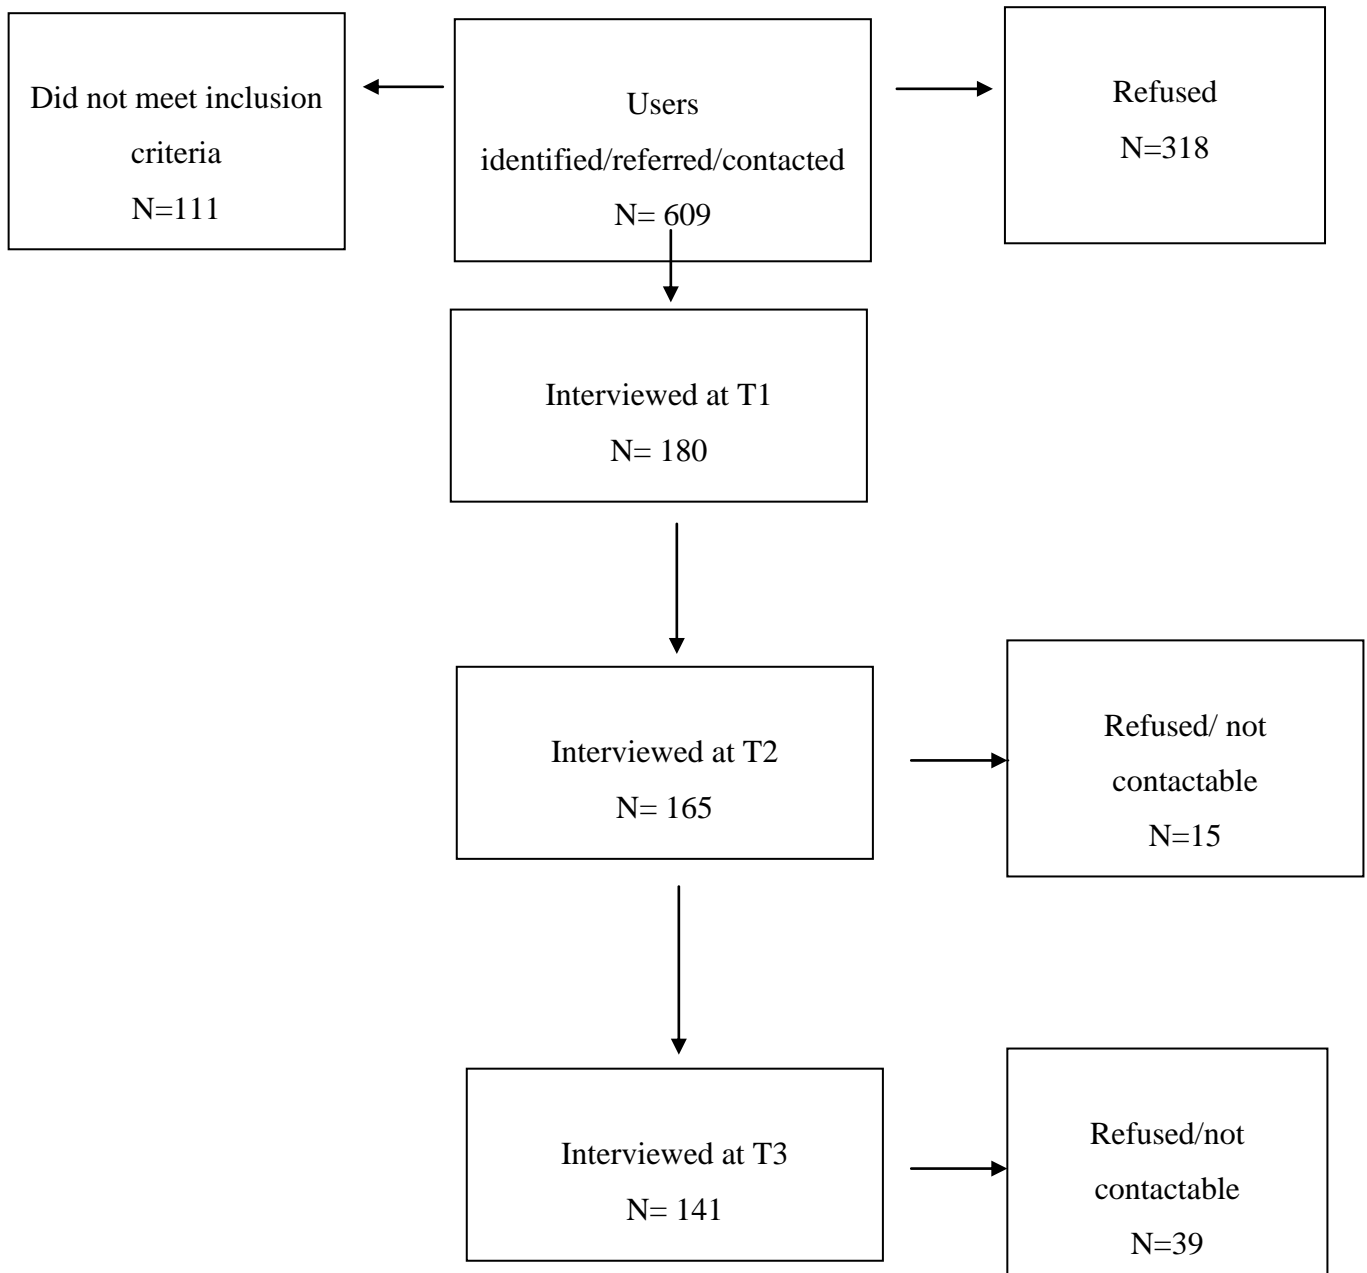 Did not meet inclusion
criteria
N=111
Users
identified/referred/contacted
N= 609
Refused
N=318
Interviewed at T1
N= 180
Interviewed at T2
N= 165
Refused/ not
contactable
N=15
Interviewed at T3
N= 141
Refused/not
contactable
N=39